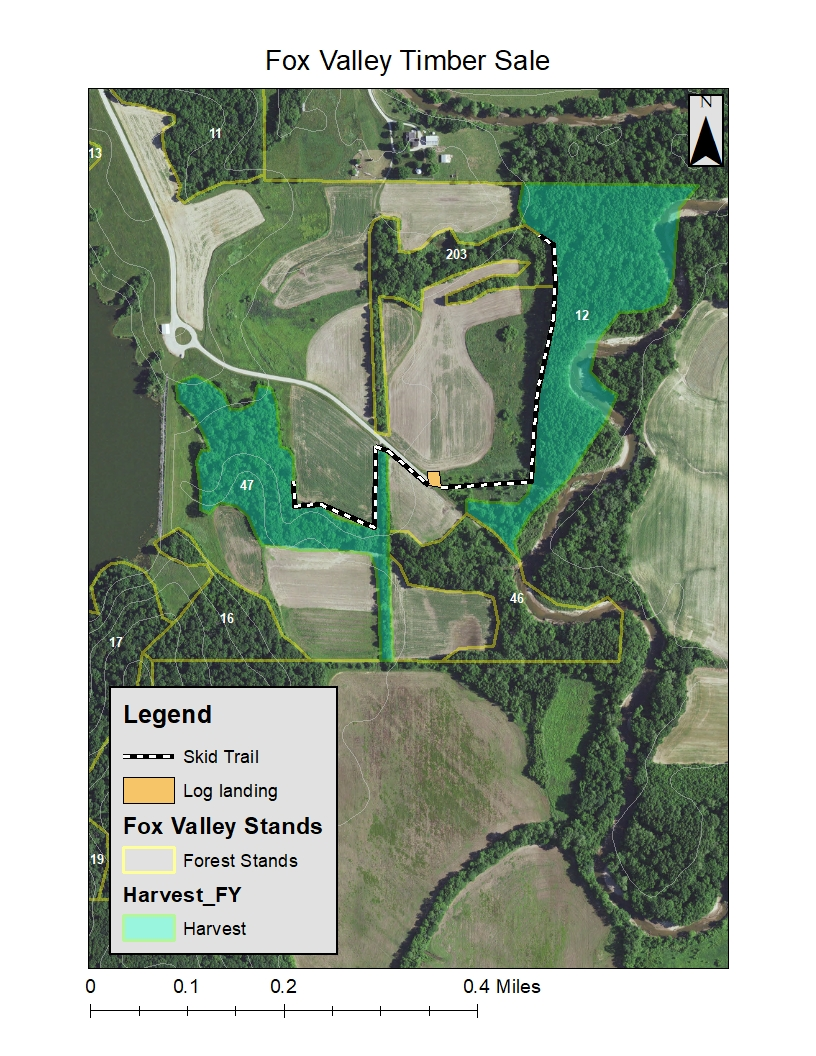 Fox Valley Timber Sale
N
11
13
203
12
47
46
16
17
Legend
Skid Trail
Log landing
Fox Valley Stands
Forest Stands
19
Harvest_FY
Harvest
0 0.1 0.2 0.4 Miles